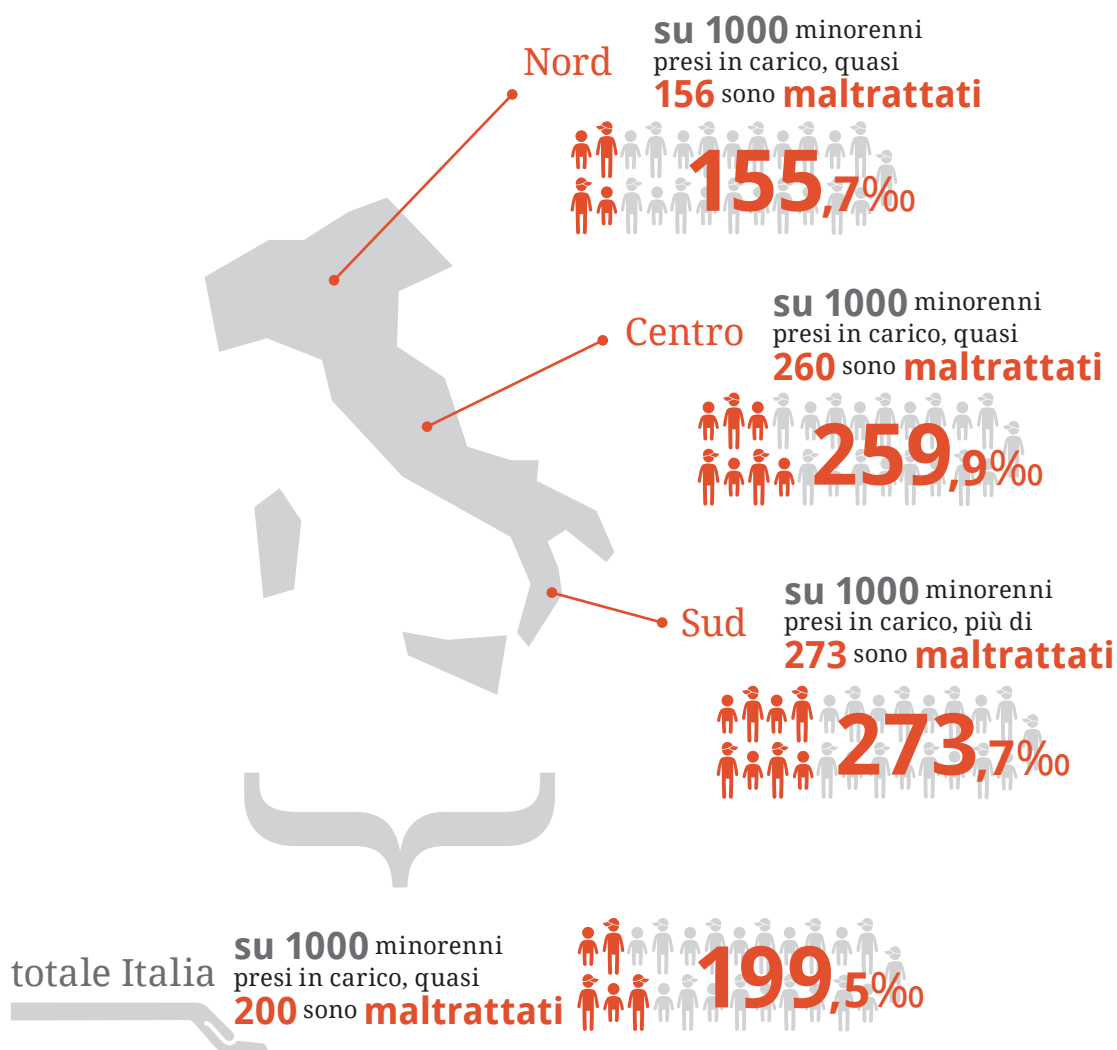 Nord
su 1000 minorenni
presi in carico, quasi
156 sono maltrattati
155,7‰
Centro
su 1000 minorenni
presi in carico, quasi
260 sono maltrattati
259,9‰
Sud
su 1000 minorenni
presi in carico, più di
273 sono maltrattati
273,7‰
totale Italia
su 1000 minorenni
presi in carico, quasi
200 sono maltrattati
199,5‰